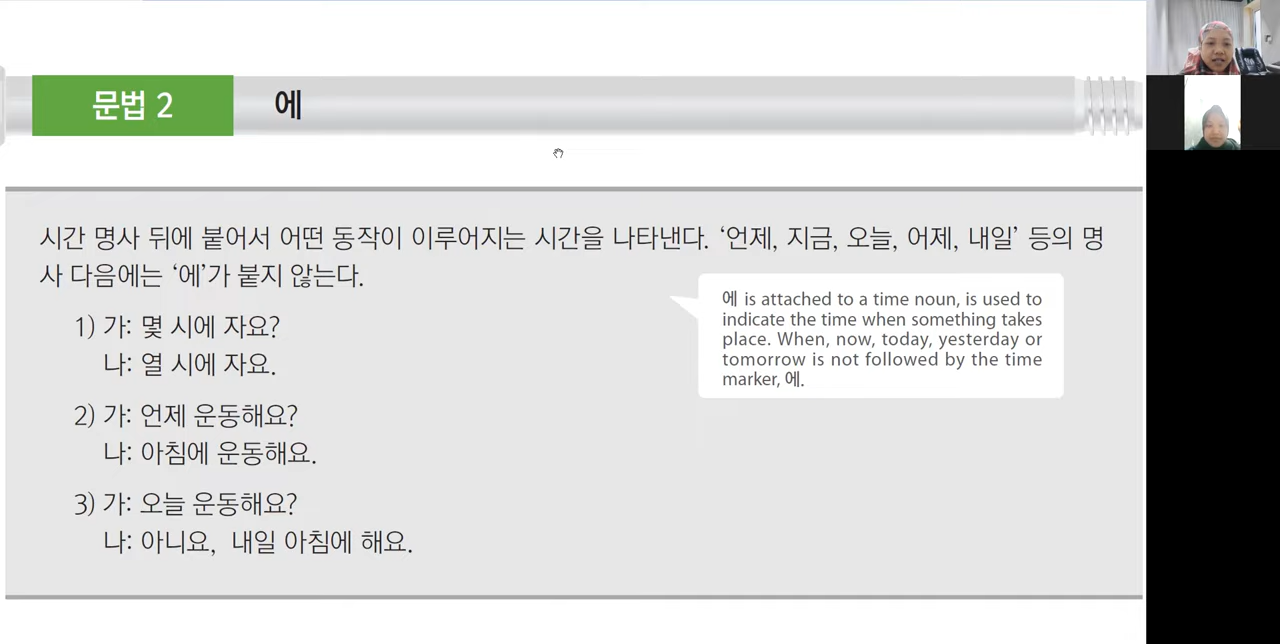 문법 2
에
시간 명사 뒤에 붙어서 어떤 동작이 이루어지는 시간을 나타낸다. ‘언제, 지금, 오늘, 어제, 내일’ 등의 명
사 다음에는 ‘에’가 붙지 않는다.
에 is attached to a time noun, is used to
indicate the time when something takes
place. When, now, today, yesterday or
tomorrow is not followed by the time
marker, 에.
1) 가: 몇 시에 자요?
나: 열 시에 자요.
2) 가: 언제 운동해요?
나: 아침에 운동해요.
3) 가: 오늘 운동해요?
나: 아니요, 내일 아침에 해요.